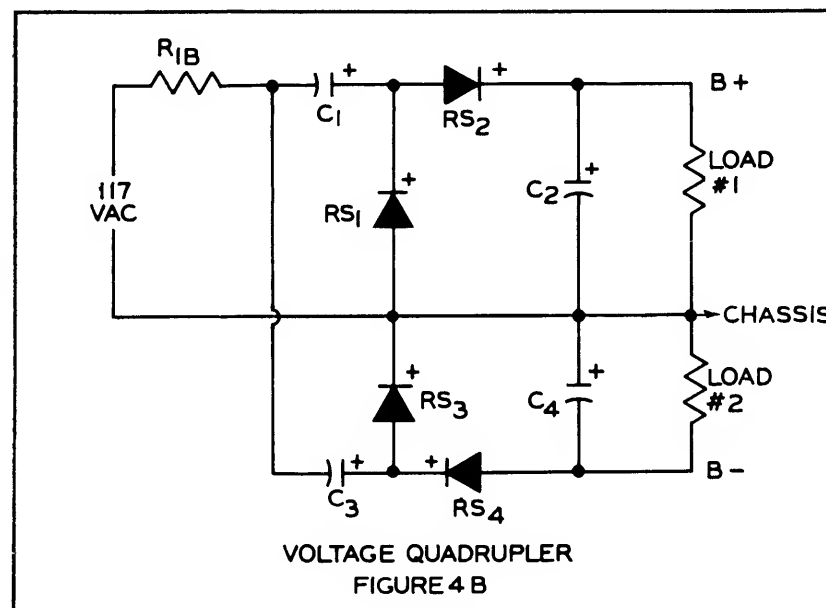 R1B
+
C1
+
RS2
+
B+
117
VAC
RS1
+
C2
+
LOAD
#1
CHASSIS
+
RS3
C4
+
LOAD
#2
C3
+
+
RS4
B-
VOLTAGE QUADRUPLER
FIGURE 4B